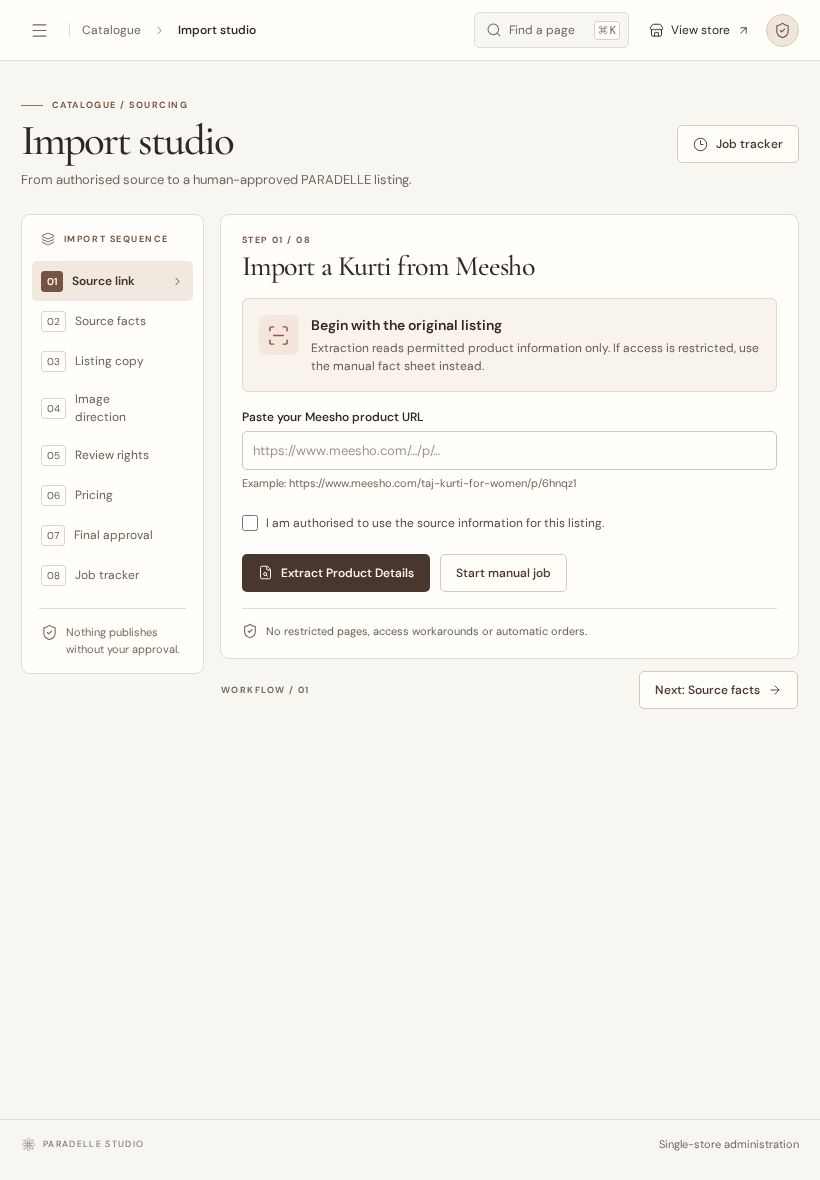 Catalogue
Import studio
Find a page
⌘K
View store
CATALOGUE / SOURCING
Import studio
Job tracker
From authorised source to a human-approved PARADELLE listing.
IMPORT SEQUENCE
01 Source link
02 Source facts
03 Listing copy
04 Image
direction
05 Review rights
06 Pricing
07 Final approval
08 Job tracker
Nothing publishes
without your approval.
STEP 01 / 08
Import a Kurti from Meesho
Begin with the original listing
Extraction reads permitted product information only. If access is restricted, use
the manual fact sheet instead.
Paste your Meesho product URL
https://www.meesho.com/.../p/...
Example: https://www.meesho.com/taj-kurti-for-women/p/6hnqz1
I am authorised to use the source information for this listing.
Extract Product Details
Start manual job
No restricted pages, access workarounds or automatic orders.
WORKFLOW / 01
Next: Source facts
PARADELLE STUDIO
Single-store administration